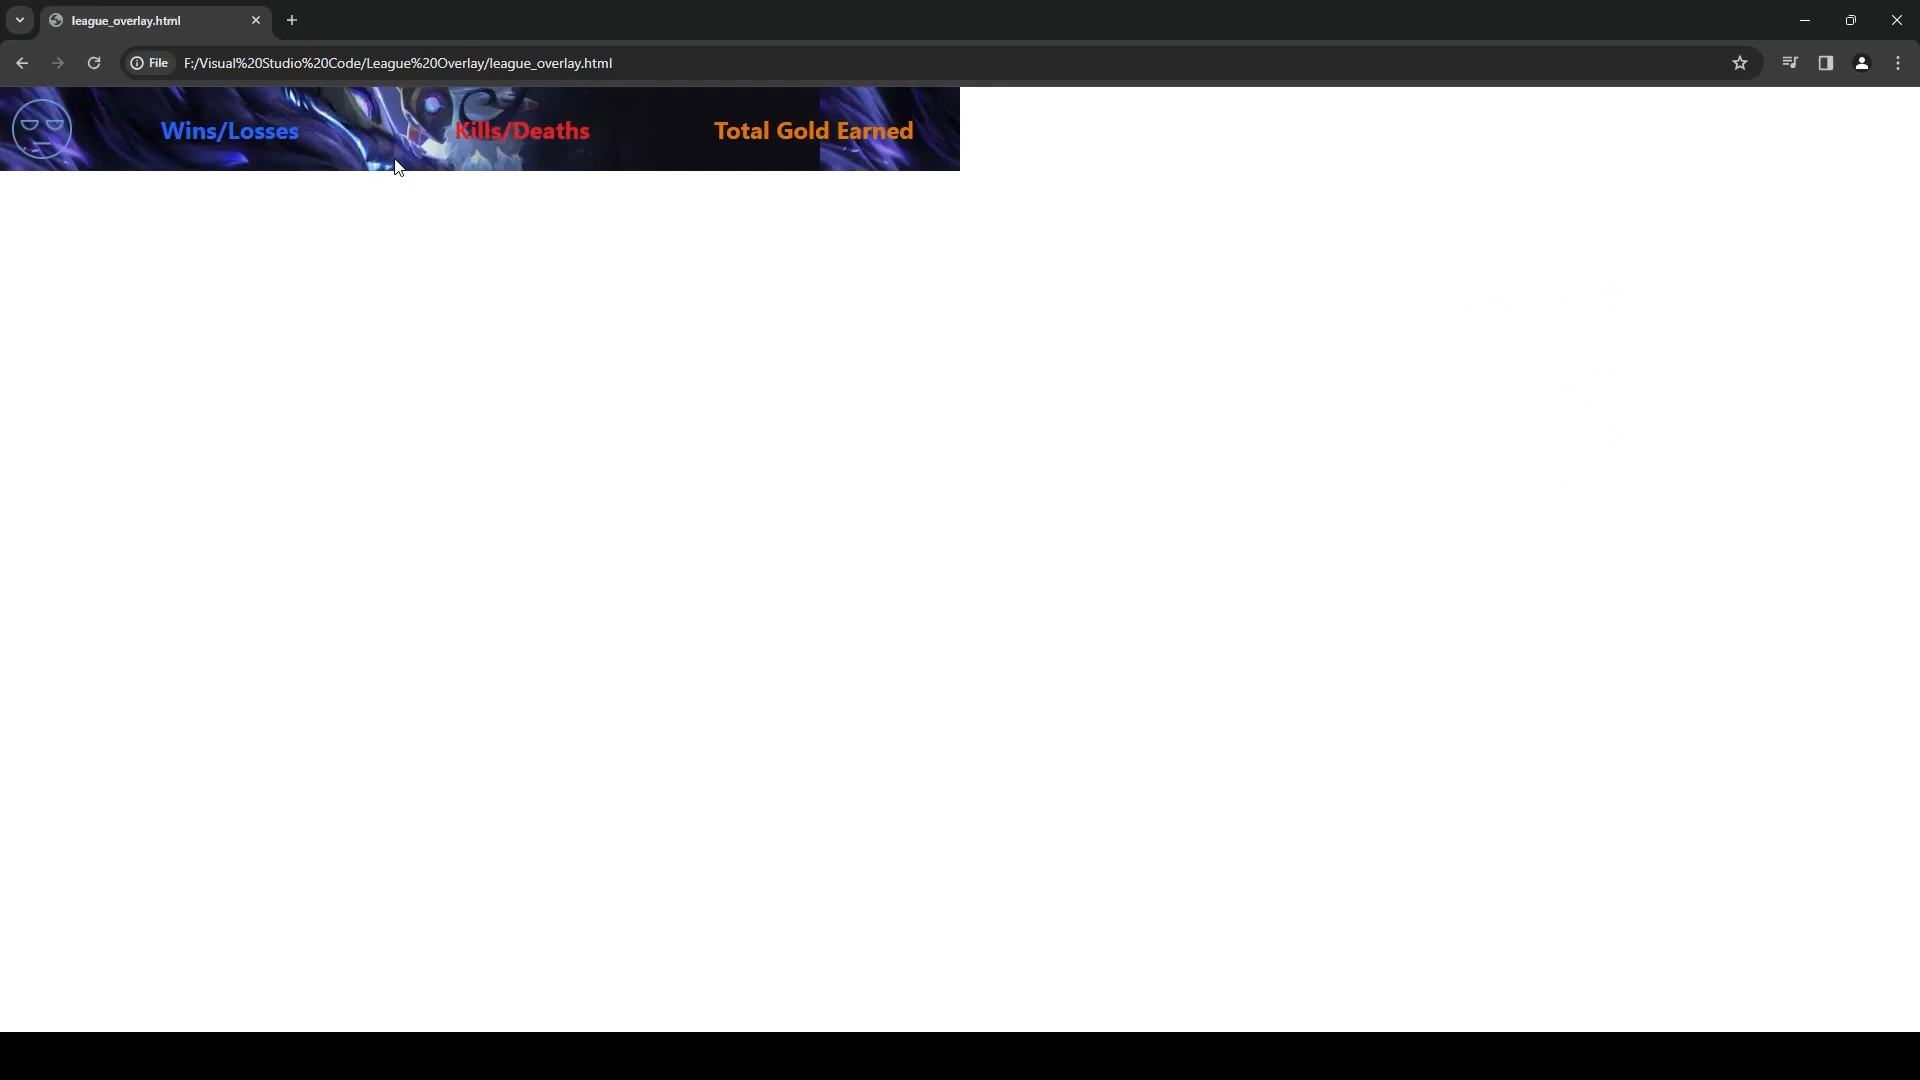 league_overlay.html
File F:/Visual%20Studio%20Code/League%20Overlay/league_overlay.html
Wins/Losses Kills/Deaths Total Gold Earned